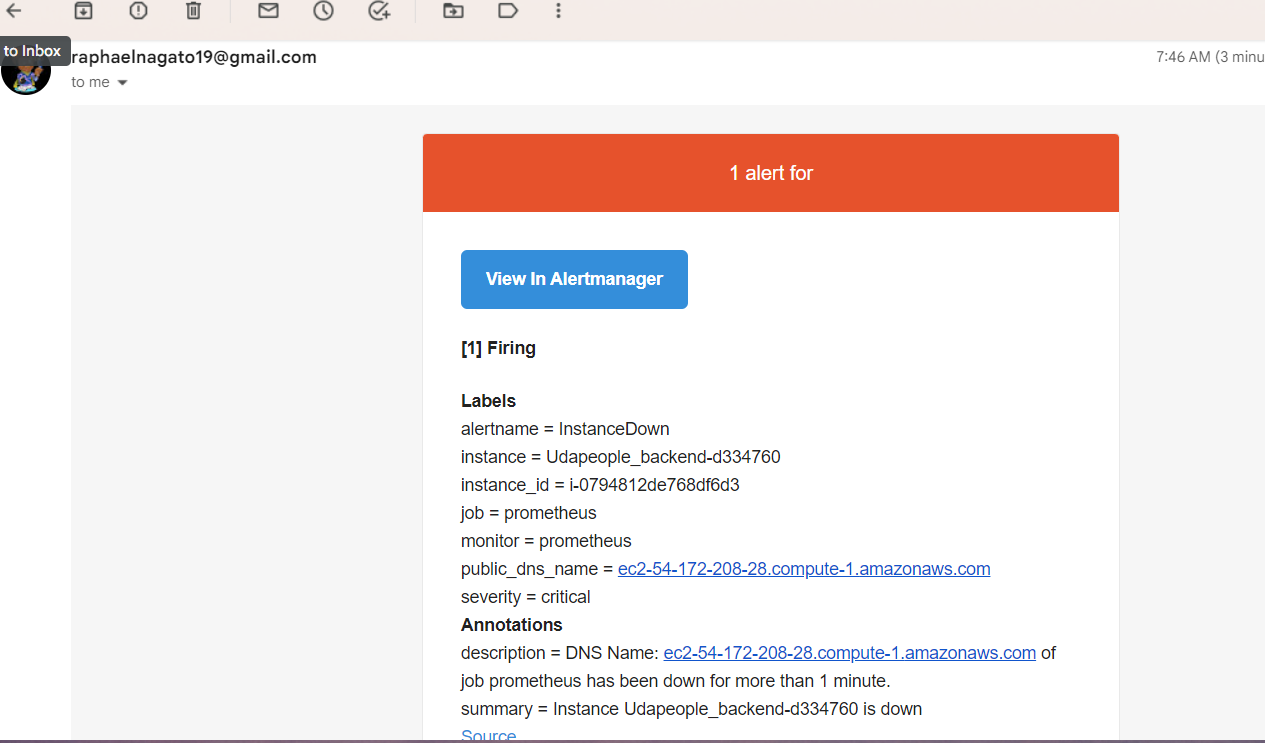 to Inbox
raphaelnagato19@gmail.com
7:46 AM (3 minu
to me
1 alert for
View In Alertmanager
[1] Firing
Labels
alertname = InstanceDown
instance = Udapeople_backend-d334760
instance_id = i-0794812de768df6d3
job = prometheus
monitor = prometheus
public_dns_name = ec2-54-172-208-28.compute-1.amazonaws.com
severity = critical
Annotations
description = DNS Name: ec2-54-172-208-28.compute-1.amazonaws.com of
job prometheus has been down for more than 1 minute.
summary = Instance Udapeople_backend-d334760 is down
Source